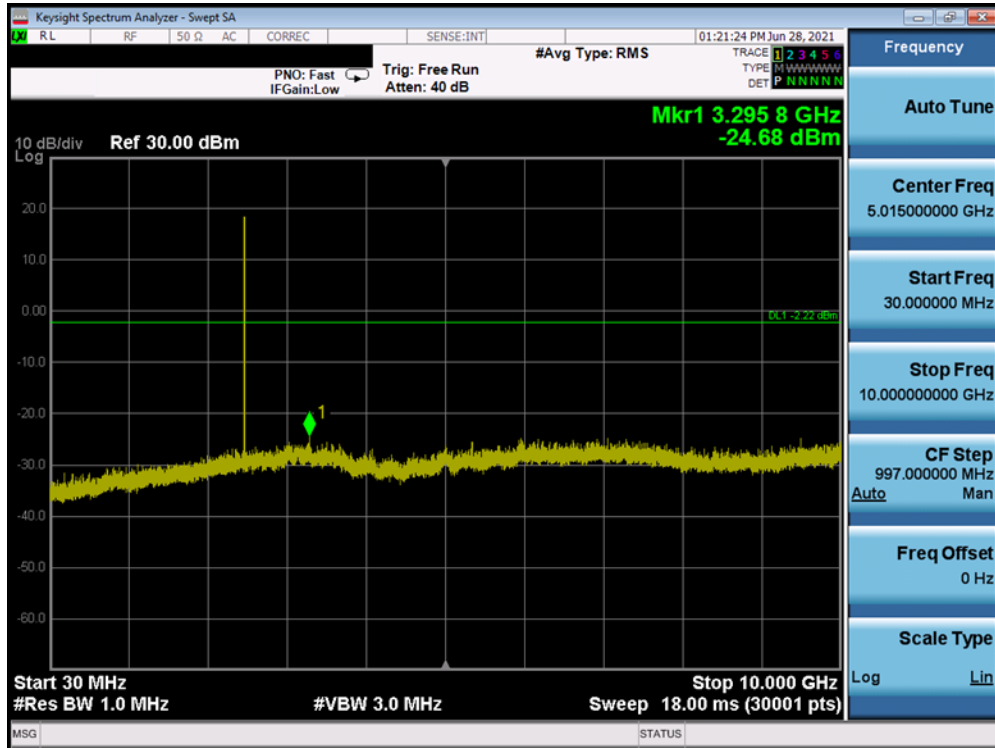 Keysight Spectrum Analyzer - Swept SA
LXI RL RF 50 Ω AC CORREC SENSE:INT 01:21:24 PM Jun 28, 2021
#Avg Type: RMS
TRACE 1 2 3 4 5 6
PNO: Fast Trig: Free Run
TYPE M W W W W W
IFGain:Low Atten: 40 dB
DET P N N N N N
Mkr1 3.295 8 GHz
-24.68 dBm
10 dB/div Ref 30.00 dBm
Log
20.0
10.0
0.00
DL1 -2.22 dBm
-10.0
-20.0
1
-30.0
-40.0
-50.0
-60.0
Start 30 MHz Stop 10.000 GHz
#Res BW 1.0 MHz #VBW 3.0 MHz Sweep 18.00 ms (30001 pts)
MSG STATUS
Frequency
Auto Tune
Center Freq
5.015000000 GHz
Start Freq
30.000000 MHz
Stop Freq
10.000000000 GHz
CF Step
997.000000 MHz
Auto Man
Freq Offset
0 Hz
Scale Type
Log Lin